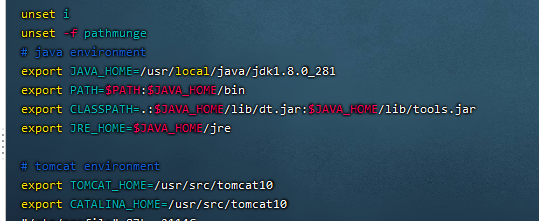 unset i
unset -f pathmunge
# java environment
export JAVA_HOME=/usr/local/java/jdk1.8.0_281
export PATH=$PATH:$JAVA_HOME/bin
export CLASSPATH=.:$JAVA_HOME/lib/dt.jar:$JAVA_HOME/lib/tools.jar
export JRE_HOME=$JAVA_HOME/jre
# tomcat environment
export TOMCAT_HOME=/usr/src/tomcat10
export CATALINA_HOME=/usr/src/tomcat10